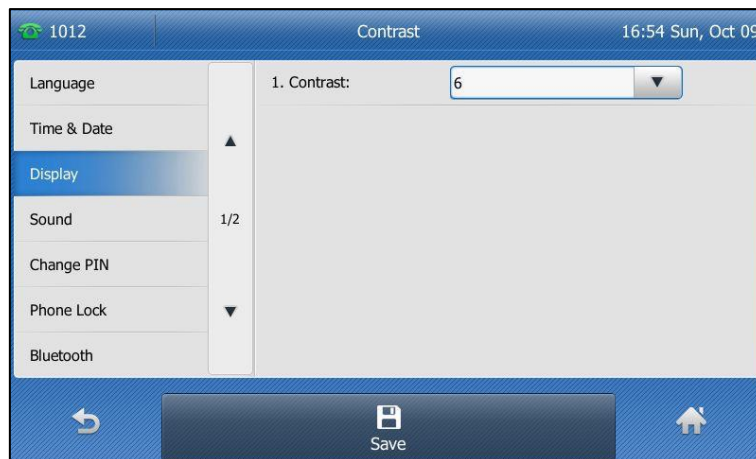 1012 Contrast 16:54 Sun, Oct 09
Language
1. Contrast: 6
Time & Date
Display
Sound
1/2
Change PIN
Phone Lock
Bluetooth
Save